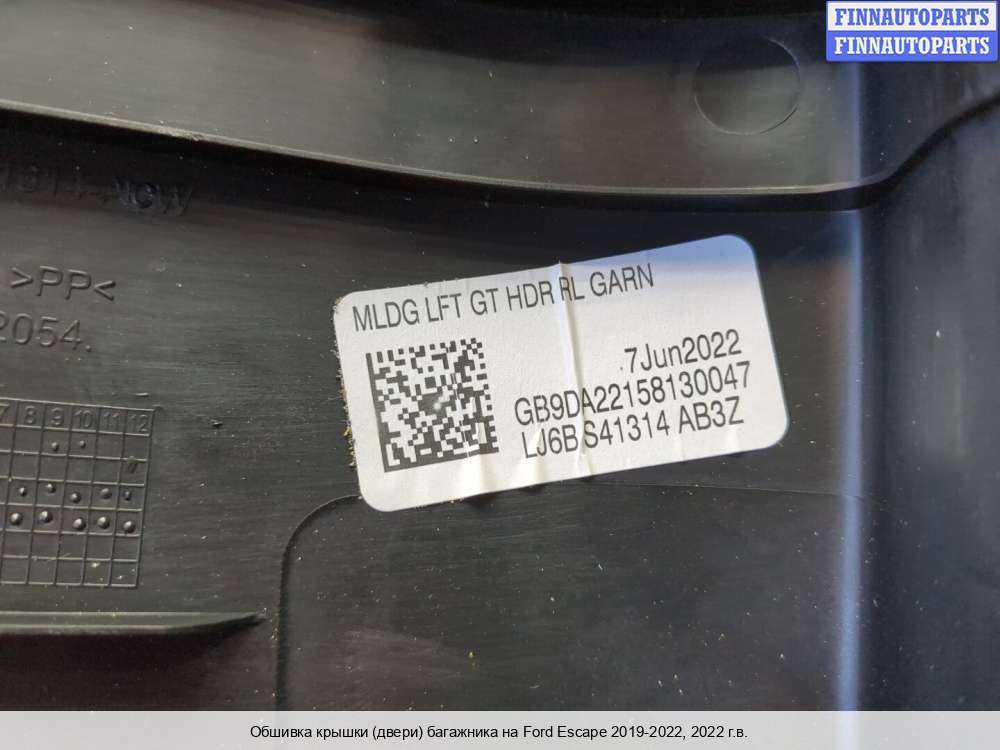 FINNAUTOPARTS
FINNAUTOPARTS
>PP<
2054.
MLDG LFT GT HDR RL GARN
7Jun2022
GB9DA22158130047
LJ6B S41314 AB3Z
7 8 9 10 11 12
Обшивка крышки (двери) багажника на Ford Escape 2019-2022, 2022 г.в.